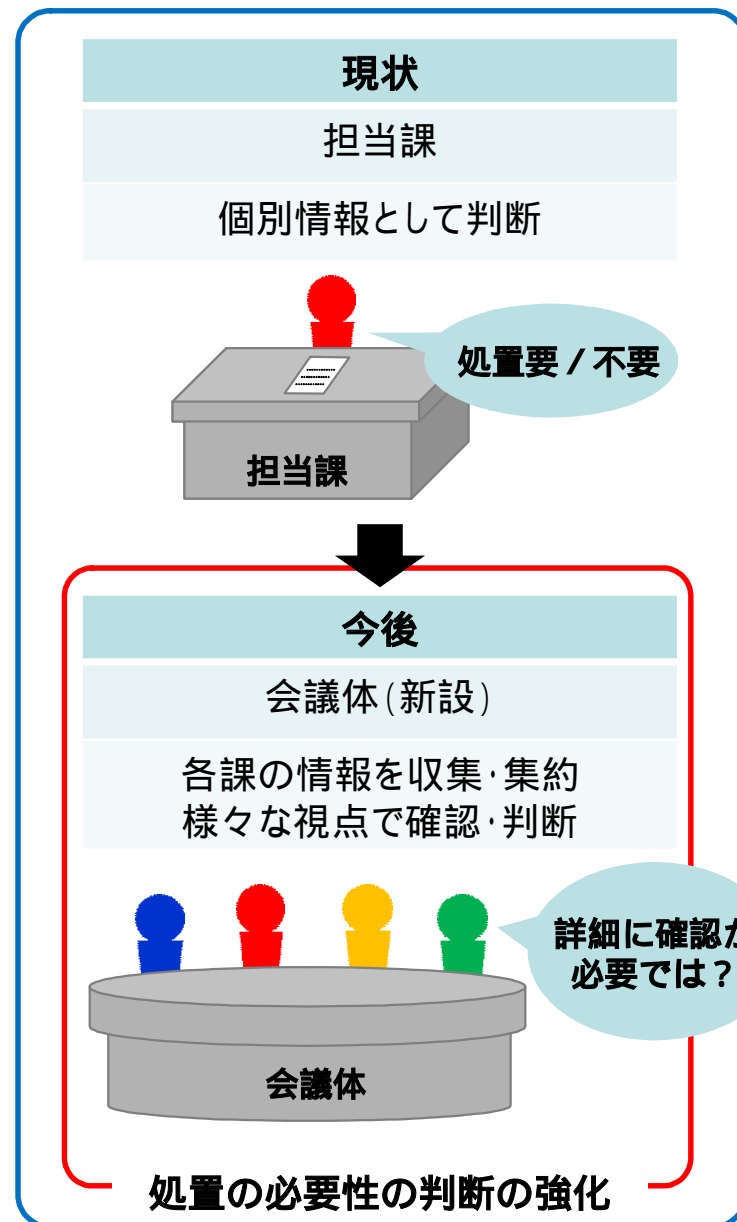 現状
担当課
個別情報として判断
処置要/不要
担当課
今後
会議体(新設)
各課の情報を収集・集約
様々な視点で確認・判断
詳細に確認が
必要では?
会議体
処置の必要性の判断の強化